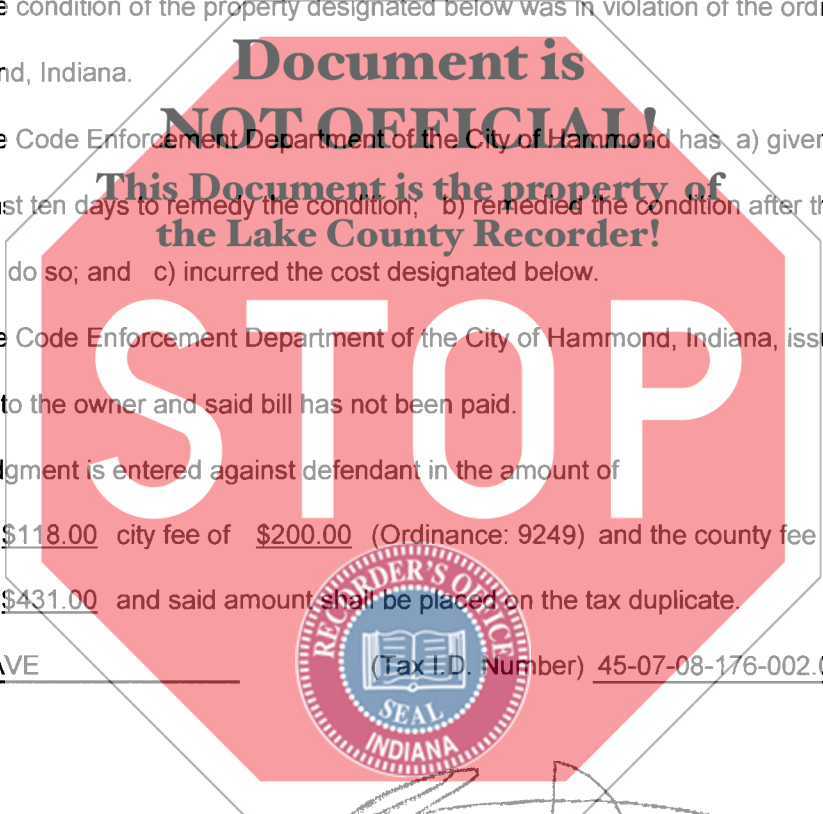 e condition of the property designated below was in violation of the ordi
nd, Indiana.
Document is
NOT OFFICIAL!
e Code Enforcement Department of the City of Hammond has a) given
This Document is the property of
st ten days to remedy the condition; b) remedied the condition after th
the Lake County Recorder!
do so; and c) incurred the cost designated below.
STOP
e Code Enforcement Department of the City of Hammond, Indiana, issu
to the owner and said bill has not been paid.
dgment is entered against defendant in the amount of
$118.00 city fee of $200.00 (Ordinance: 9249) and the county fee
$431.00 and said amount shall be placed on the tax duplicate.
AVE (Tax I.D. Number) 45-07-08-176-002.0
RECORDER'S OFFICE
SEAL
INDIANA